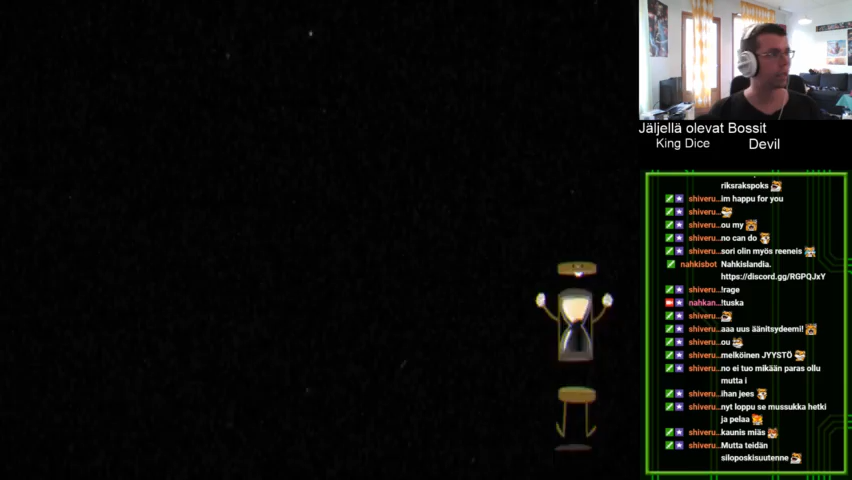 Jäljellä olevat Bossit
King Dice Devil
riksrakspoks
shiveru...im happu for you
shiveru...
shiveru...ou my
shiveru...no can do
shiveru...sori olin myös reeneis
nahkisbot Nahkislandia.
https://discord.gg/RGPQJxY
shiveru...!rage
nahkan...!tuska
shiveru...
shiveru...aaa uus äänitsydeemi!
shiveru...ou
shiveru...melköinen JYYSTÖ
shiveru...no ei tuo mikään paras ollu
mutta i
shiveru...ihan jees
shiveru...nyt loppu se mussukka hetki
ja pelaa
shiveru...kaunis miäs
shiveru...Mutta teidän
siloposkisuutenne